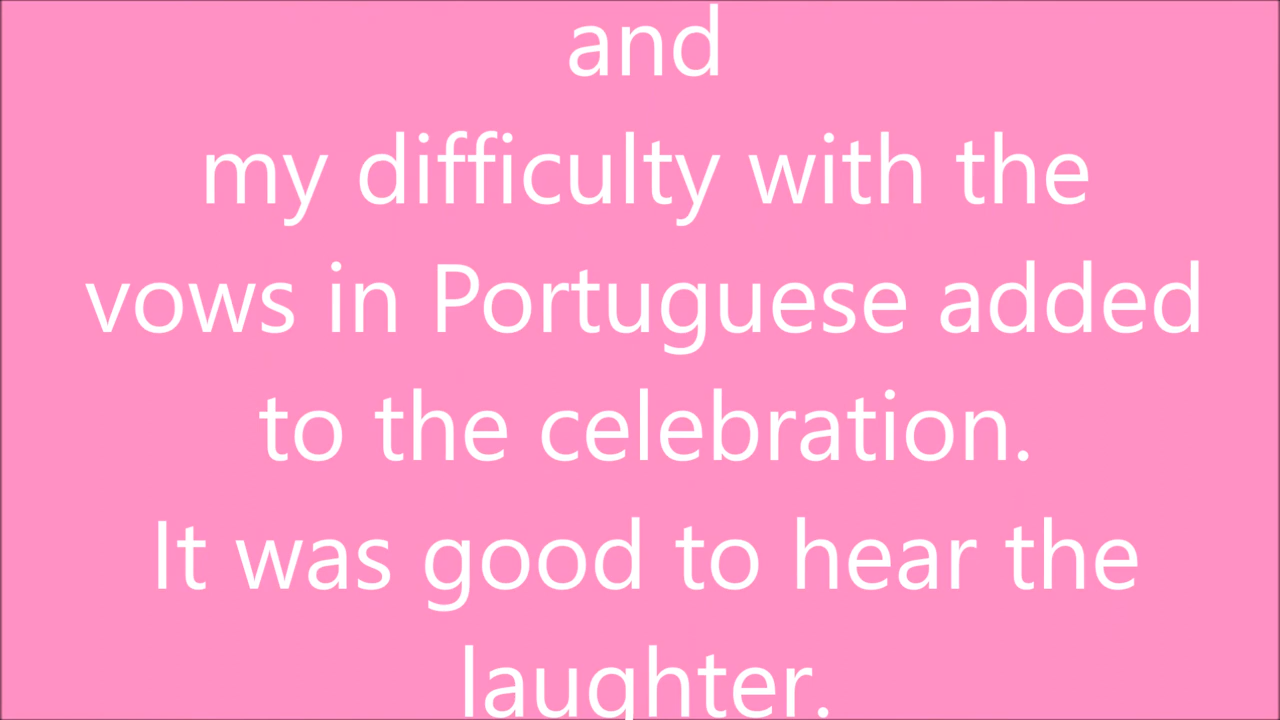 and
my difficulty with the
vows in Portuguese added
to the celebration.
It was good to hear the
laughter.